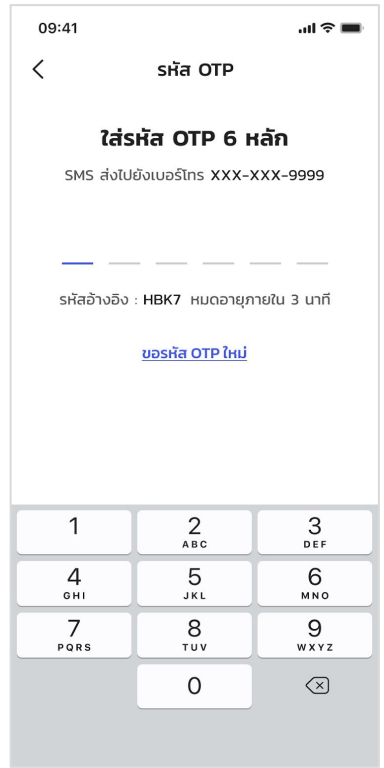 09:41
รหัส OTP
ใส่รหัส OTP 6 หลัก
SMS ส่งไปยังเบอร์โทร XXX-XXX-9999
รหัสอ้างอิง : HBK7 หมดอายุภายใน 3 นาที
ขอรหัส OTP ใหม่
1 2 3
ABC DEF
4 5 6
GHI JKL MNO
7 8 9
PQRS TUV WXYZ
0